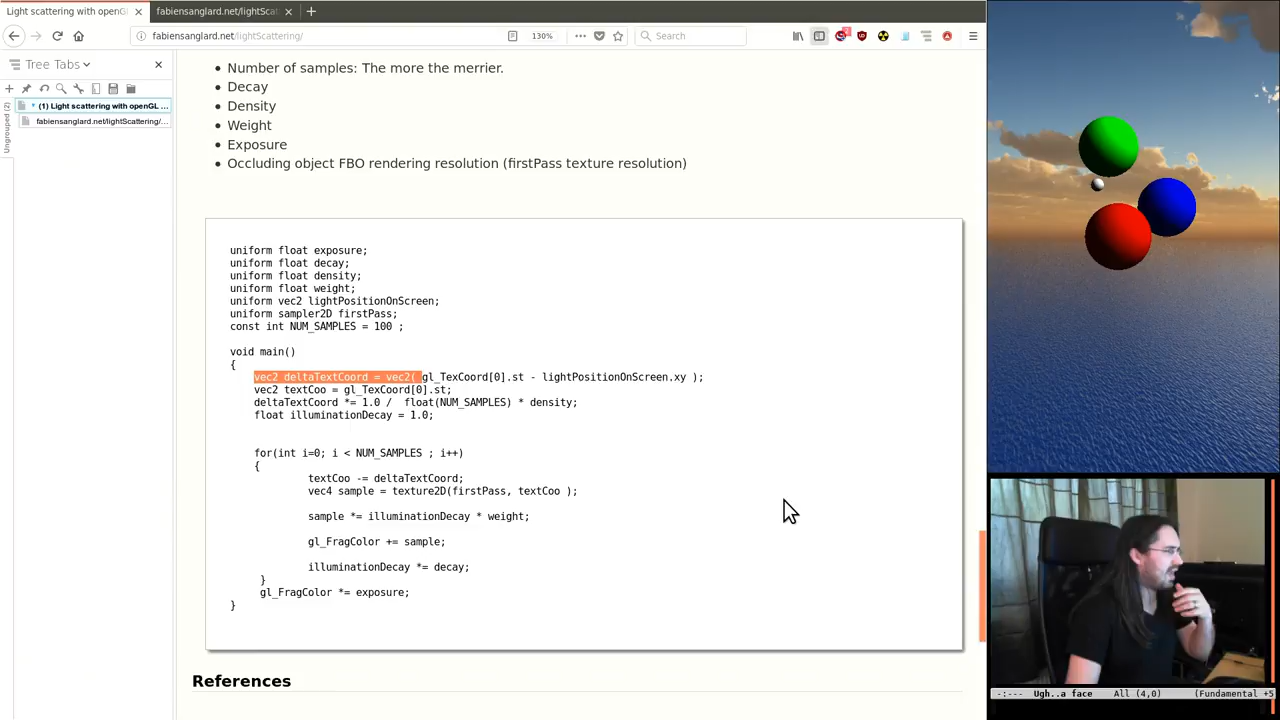 Light scattering with openGL
fabiensanglard.net/lightScat
fabiensanglard.net/lightScattering/
130%
Search
Tree Tabs
Ungrouped (2)
* (1) Light scattering with openGL ...
fabiensanglard.net/lightScattering/...
Number of samples: The more the merrier.
Decay
Density
Weight
Exposure
Occluding object FBO rendering resolution (firstPass texture resolution)
uniform float exposure;
uniform float decay;
uniform float density;
uniform float weight;
uniform vec2 lightPositionOnScreen;
uniform sampler2D firstPass;
const int NUM_SAMPLES = 100 ;
void main()
{
vec2 deltaTextCoord = vec2( gl_TexCoord[0].st - lightPositionOnScreen.xy );
vec2 textCoo = gl_TexCoord[0].st;
deltaTextCoord *= 1.0 /  float(NUM_SAMPLES) * density;
float illuminationDecay = 1.0;
for(int i=0; i < NUM_SAMPLES ; i++)
{
textCoo -= deltaTextCoord;
vec4 sample = texture2D(firstPass, textCoo );
sample *= illuminationDecay * weight;
gl_FragColor += sample;
illuminationDecay *= decay;
}
gl_FragColor *= exposure;
}
References
-:--- Ugh..a face All (4,0) (Fundamental +5